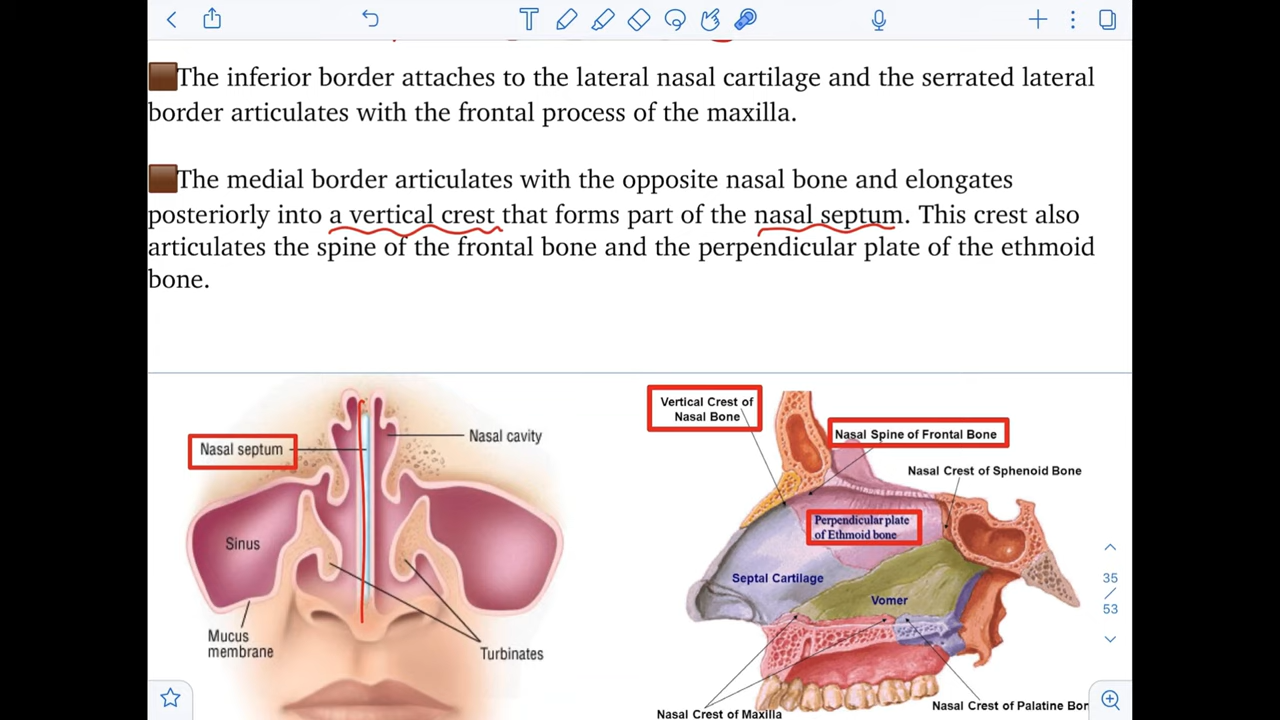 The inferior border attaches to the lateral nasal cartilage and the serrated lateral
border articulates with the frontal process of the maxilla.
The medial border articulates with the opposite nasal bone and elongates
posteriorly into a vertical crest that forms part of the nasal septum. This crest also
articulates the spine of the frontal bone and the perpendicular plate of the ethmoid
bone.
Nasal septum
Nasal cavity
Sinus
Mucus
membrane
Turbinates
Vertical Crest of
Nasal Bone
Nasal Spine of Frontal Bone
Nasal Crest of Sphenoid Bone
Perpendicular plate
of Ethmoid bone
Septal Cartilage
Vomer
Nasal Crest of Maxilla
Nasal Crest of Palatine Bon
35
/
53